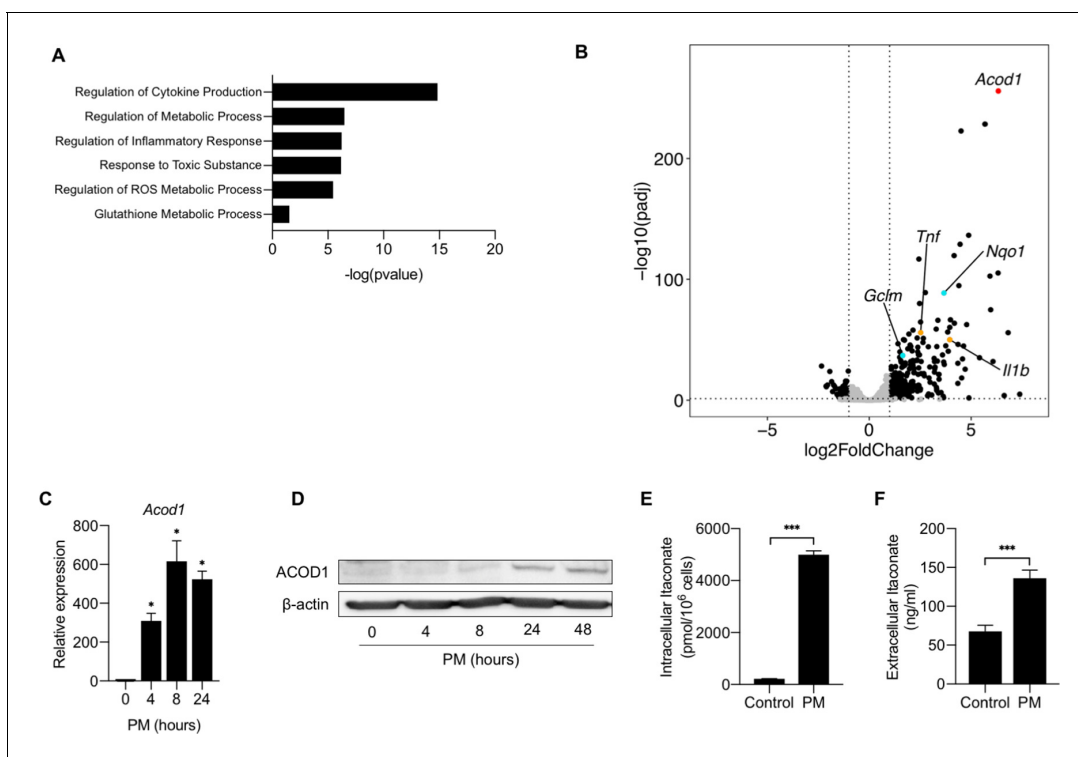 A
Regulation of Cytokine Production
Regulation of Metabolic Process
Regulation of Inflammatory Response
Response to Toxic Substance
Regulation of ROS Metabolic Process
Glutathione Metabolic Process
0 5 10 15 20
-log(pvalue)
B
Acod1
Tnf
Nqo1
Gclm
Il1b
200
100
0
−log10(padj)
−5 0 5
log2FoldChange
C
Acod1
800
600
400
200
0
Relative expression
* * *
0 4 8 24
PM (hours)
D
ACOD1
β-actin
0 4 8 24 48
PM (hours)
E
6000
4000
2000
0
Intracellular Itaconate
(pmol/10⁶ cells)
***
Control PM
F
200
150
100
50
0
Extracellular Itaconate
(ng/ml)
***
Control PM